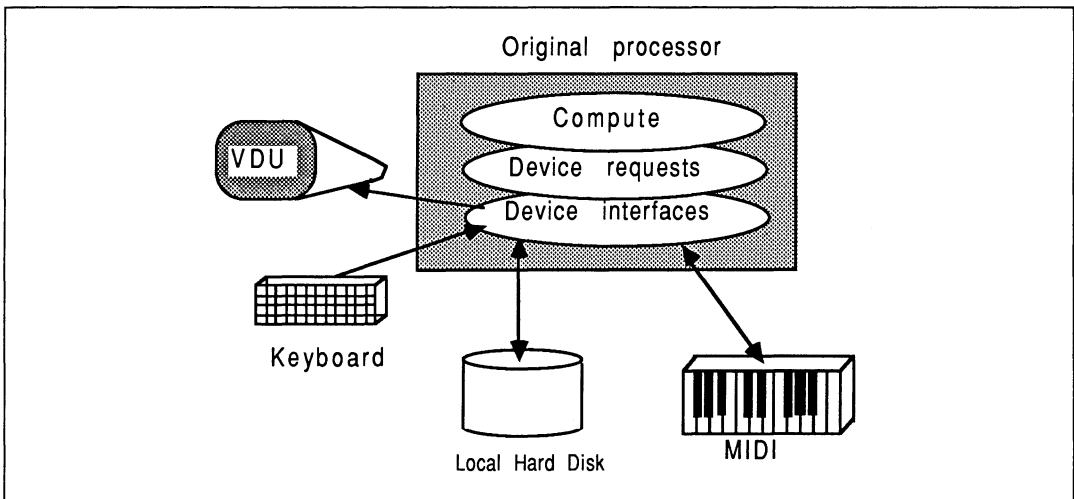 Original processor
Compute
VDU
Device requests
Device interfaces
Keyboard
Local Hard Disk
MIDI